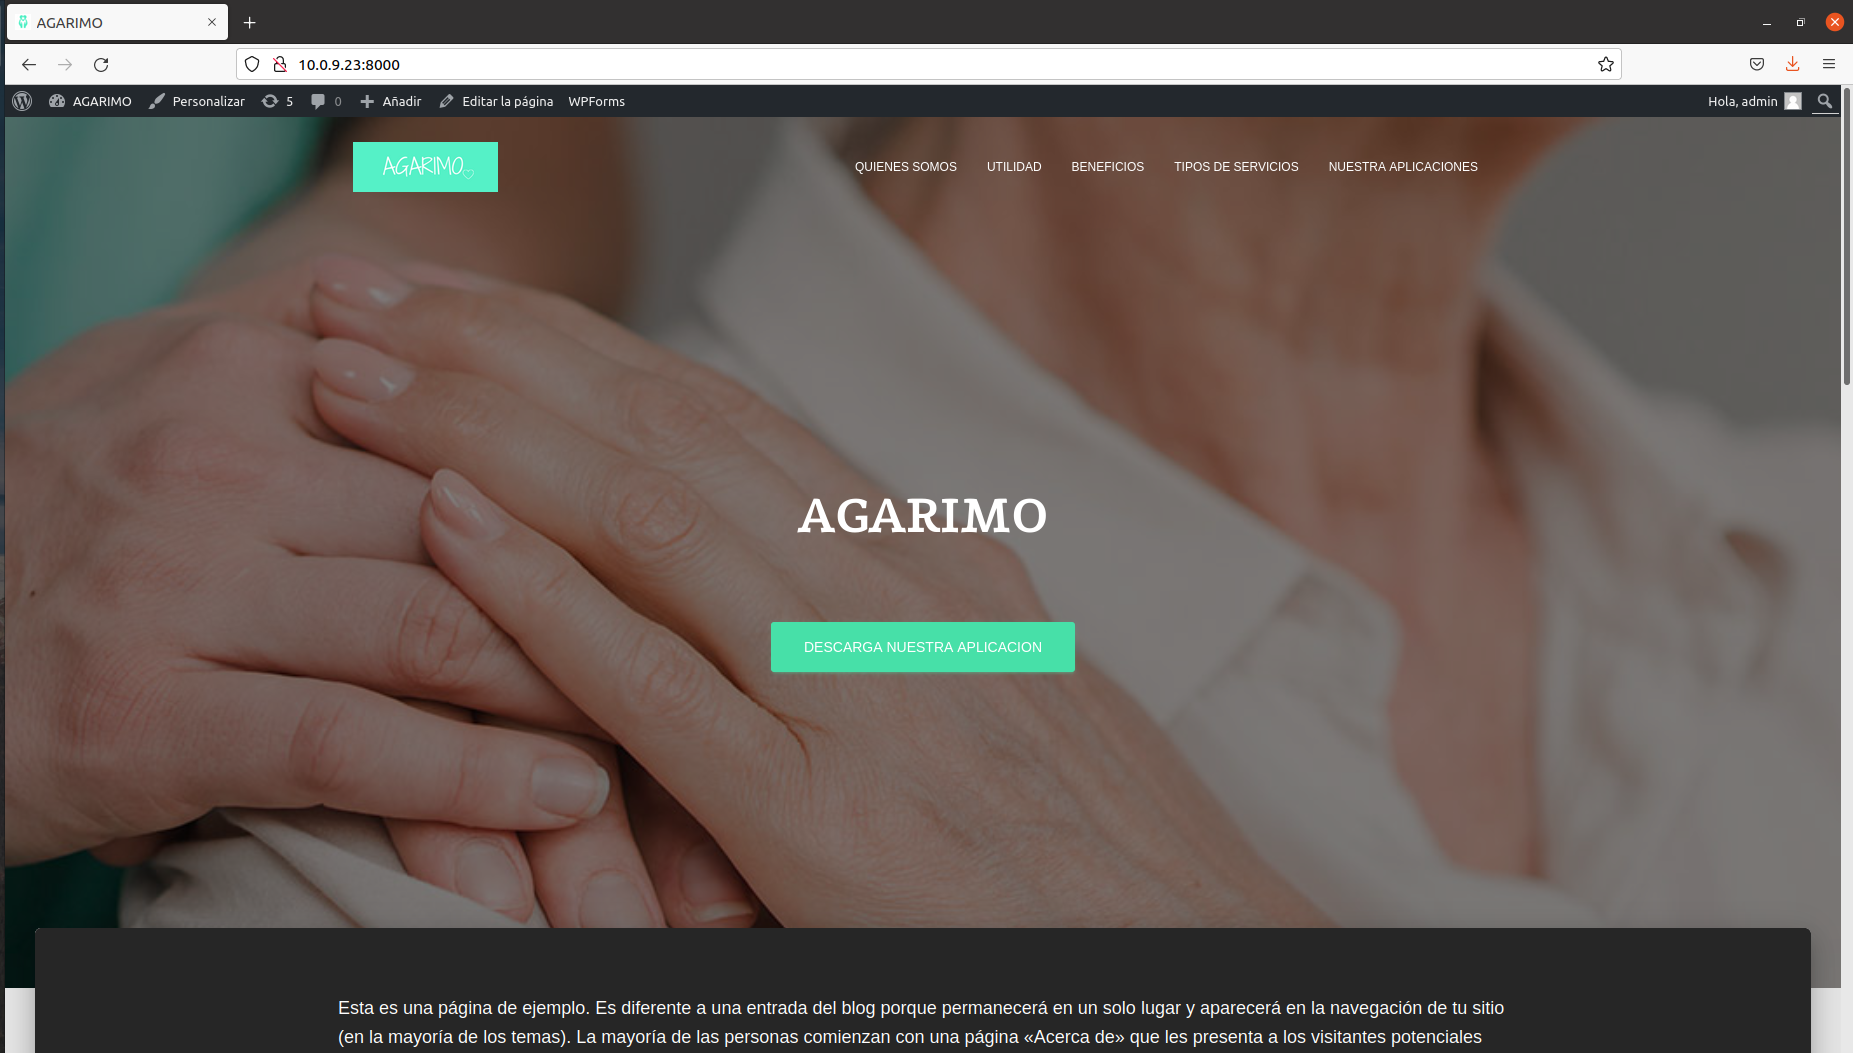 AGARIMO
10.0.9.23:8000
AGARIMO Personalizar 5 0 Añadir Editar la página WPForms Hola, admin
AGARIMO QUIENES SOMOS UTILIDAD BENEFICIOS TIPOS DE SERVICIOS NUESTRA APLICACIONES
AGARIMO
DESCARGA NUESTRA APLICACION
Esta es una página de ejemplo. Es diferente a una entrada del blog porque permanecerá en un solo lugar y aparecerá en la navegación de tu sitio
(en la mayoría de los temas). La mayoría de las personas comienzan con una página «Acerca de» que les presenta a los visitantes potenciales